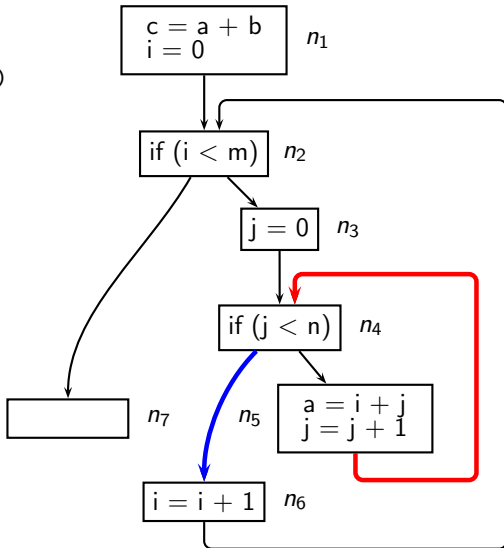 c = a + b
i = 0
n1
)
if (i < m)
n2
j = 0
n3
if (j < n)
n4
a = i + j
j = j + 1
n5
n7
i = i + 1
n6